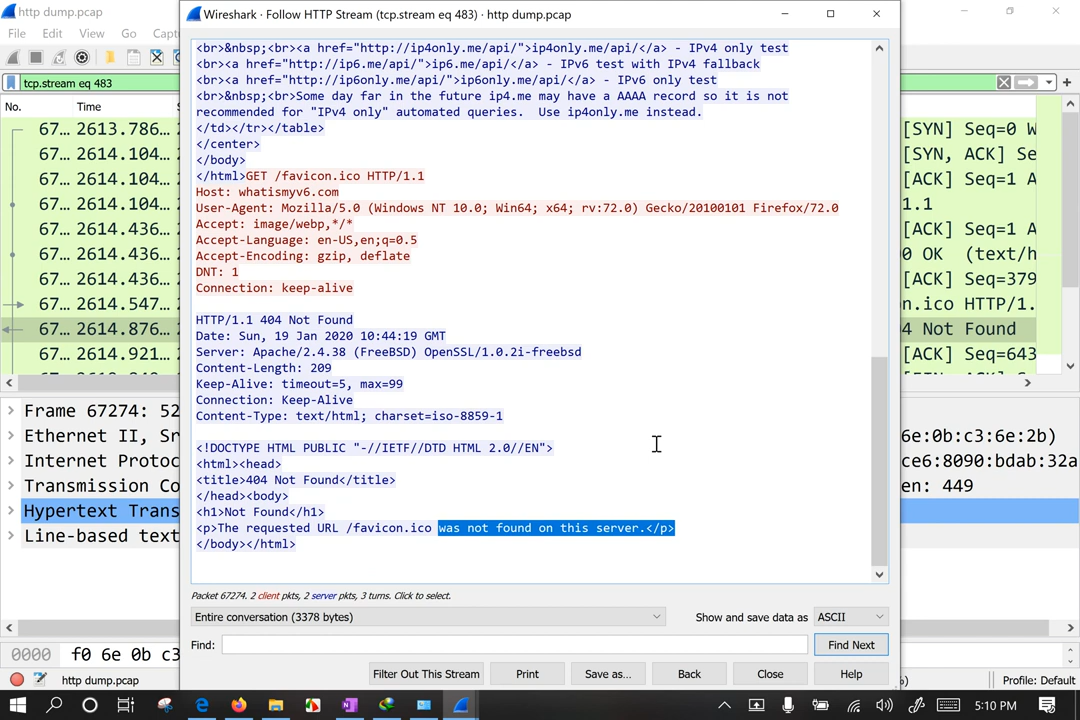 http dump.pcap
File Edit View Go Capt
tcp.stream eq 483
No. Time
67… 2613.786…
67… 2614.104…
67… 2614.104…
67… 2614.104…
67… 2614.436…
67… 2614.436…
67… 2614.436…
67… 2614.547…
67… 2614.876…
67… 2614.921…
Wireshark · Follow HTTP Stream (tcp.stream eq 483) · http dump.pcap
<br>&nbsp;<br><a href="http://ip4only.me/api/">ip4only.me/api/</a> - IPv4 only test
<br><a href="http://ip6.me/api/">ip6.me/api/</a> - IPv6 test with IPv4 fallback
<br><a href="http://ip6only.me/api/">ip6only.me/api/</a> - IPv6 only test
<br>&nbsp;<br>Some day far in the future ip4.me may have a AAAA record so it is not
recommended for "IPv4 only" automated queries.  Use ip4only.me instead.
</td></tr></table>
</center>
</body>
</html>GET /favicon.ico HTTP/1.1
Host: whatismyv6.com
User-Agent: Mozilla/5.0 (Windows NT 10.0; Win64; x64; rv:72.0) Gecko/20100101 Firefox/72.0
Accept: image/webp,*/*
Accept-Language: en-US,en;q=0.5
Accept-Encoding: gzip, deflate
DNT: 1
Connection: keep-alive
HTTP/1.1 404 Not Found
Date: Sun, 19 Jan 2020 10:44:19 GMT
Server: Apache/2.4.38 (FreeBSD) OpenSSL/1.0.2i-freebsd
Content-Length: 209
Keep-Alive: timeout=5, max=99
Connection: Keep-Alive
Content-Type: text/html; charset=iso-8859-1
<!DOCTYPE HTML PUBLIC "-//IETF//DTD HTML 2.0//EN">
<html><head>
<title>404 Not Found</title>
</head><body>
<h1>Not Found</h1>
<p>The requested URL /favicon.ico was not found on this server.</p>
</body></html>
Packet 67274. 2 client pkts, 2 server pkts, 3 turns. Click to select.
Entire conversation (3378 bytes) Show and save data as ASCII
Find: Find Next
Filter Out This Stream Print Save as… Back Close Help
[SYN] Seq=0 W
[SYN, ACK] Se
[ACK] Seq=1 A
1.1
[ACK] Seq=1 A
00 OK (text/h
[ACK] Seq=379
n.ico HTTP/1.
4 Not Found
[ACK] Seq=643
Frame 67274: 52
Ethernet II, Sr 6e:0b:c3:6e:2b)
Internet Protoc ce6:8090:bdab:32a
Transmission Co en: 449
Hypertext Trans
Line-based text
0000 f0 6e 0b c3
http dump.pcap %) Profile: Default
5:10 PM